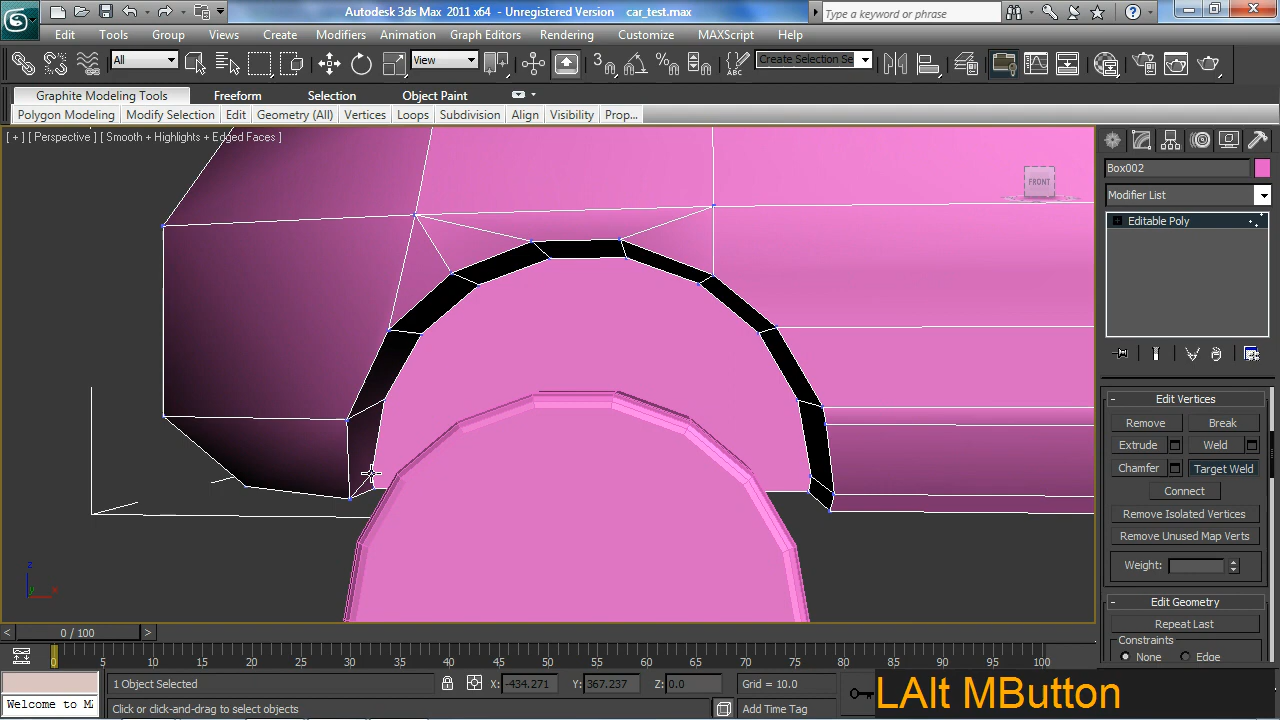 Autodesk 3ds Max 2011 x64 - Unregistered Version car_test.max
Type a keyword or phrase
Edit Tools Group Views Create Modifiers Animation Graph Editors Rendering Customize MAXScript Help
All View Create Selection Se
Graphite Modeling Tools Freeform Selection Object Paint
Polygon Modeling Modify Selection Edit Geometry (All) Vertices Loops Subdivision Align Visibility Prop...
[ + ] [ Perspective ] [ Smooth + Highlights + Edged Faces ]
FRONT
Box002
Modifier List
Editable Poly
- Edit Vertices
Remove Break
Extrude Weld
Chamfer Target Weld
Connect
Remove Isolated Vertices
Remove Unused Map Verts
Weight:
- Edit Geometry
Repeat Last
Constraints
None Edge
z
y x
< 0 / 100 >
0 5 10 15 20 25 30 35 40 45 50 55 60 65 70 75 80 85 90 95 100
1 Object Selected X: -434.271 Y: 367.237 Z: 0.0 Grid = 10.0
Welcome to MA Click or click-and-drag to select objects Add Time Tag
LAlt MButton